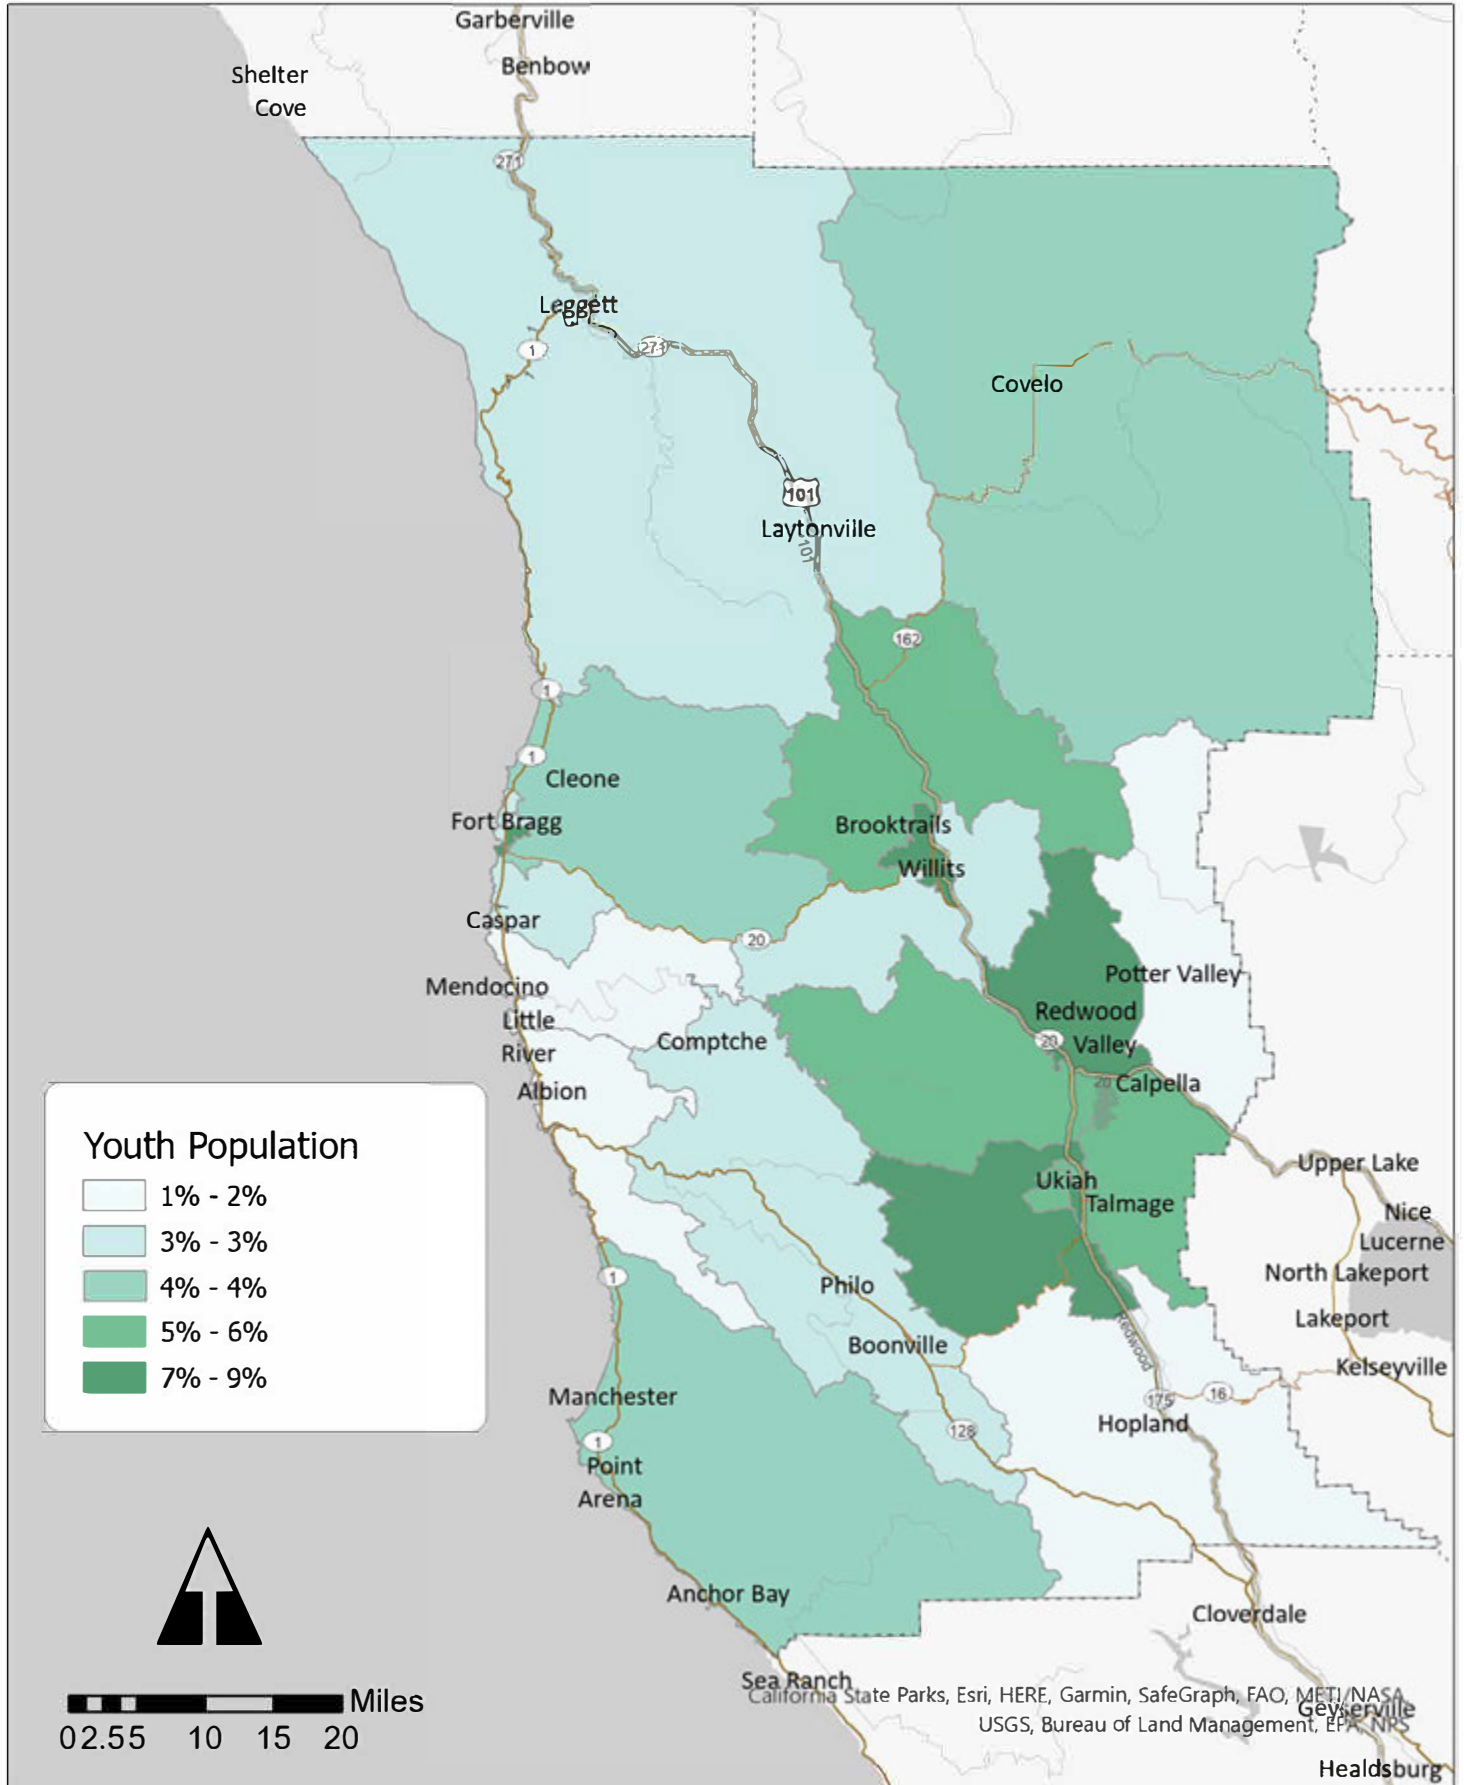 Garberville
Benbow
Shelter
Cove
271
Leggett
1
271
Covelo
101
Laytonville
101
162
1
1
Cleone
Fort Bragg
Brooktrails
Willits
Caspar
20
Mendocino
Potter Valley
Little
River
Redwood
Valley
Comptche
20
20
Calpella
Albion
Youth Population
1% - 2%
3% - 3%
4% - 4%
5% - 6%
7% - 9%
Upper Lake
Ukiah
Talmage
Nice
Lucerne
North Lakeport
1
Philo
Lakeport
Boonville
Redwood
Kelseyville
Manchester
175
16
Hopland
1
128
Point
Arena
Anchor Bay
Cloverdale
Sea Ranch
California State Parks, Esri, HERE, Garmin, SafeGraph, FAO, METI/NASA,
USGS, Bureau of Land Management, EPA, NPS
Geyserville
Healdsburg
Miles
0 2.5 5 10 15 20